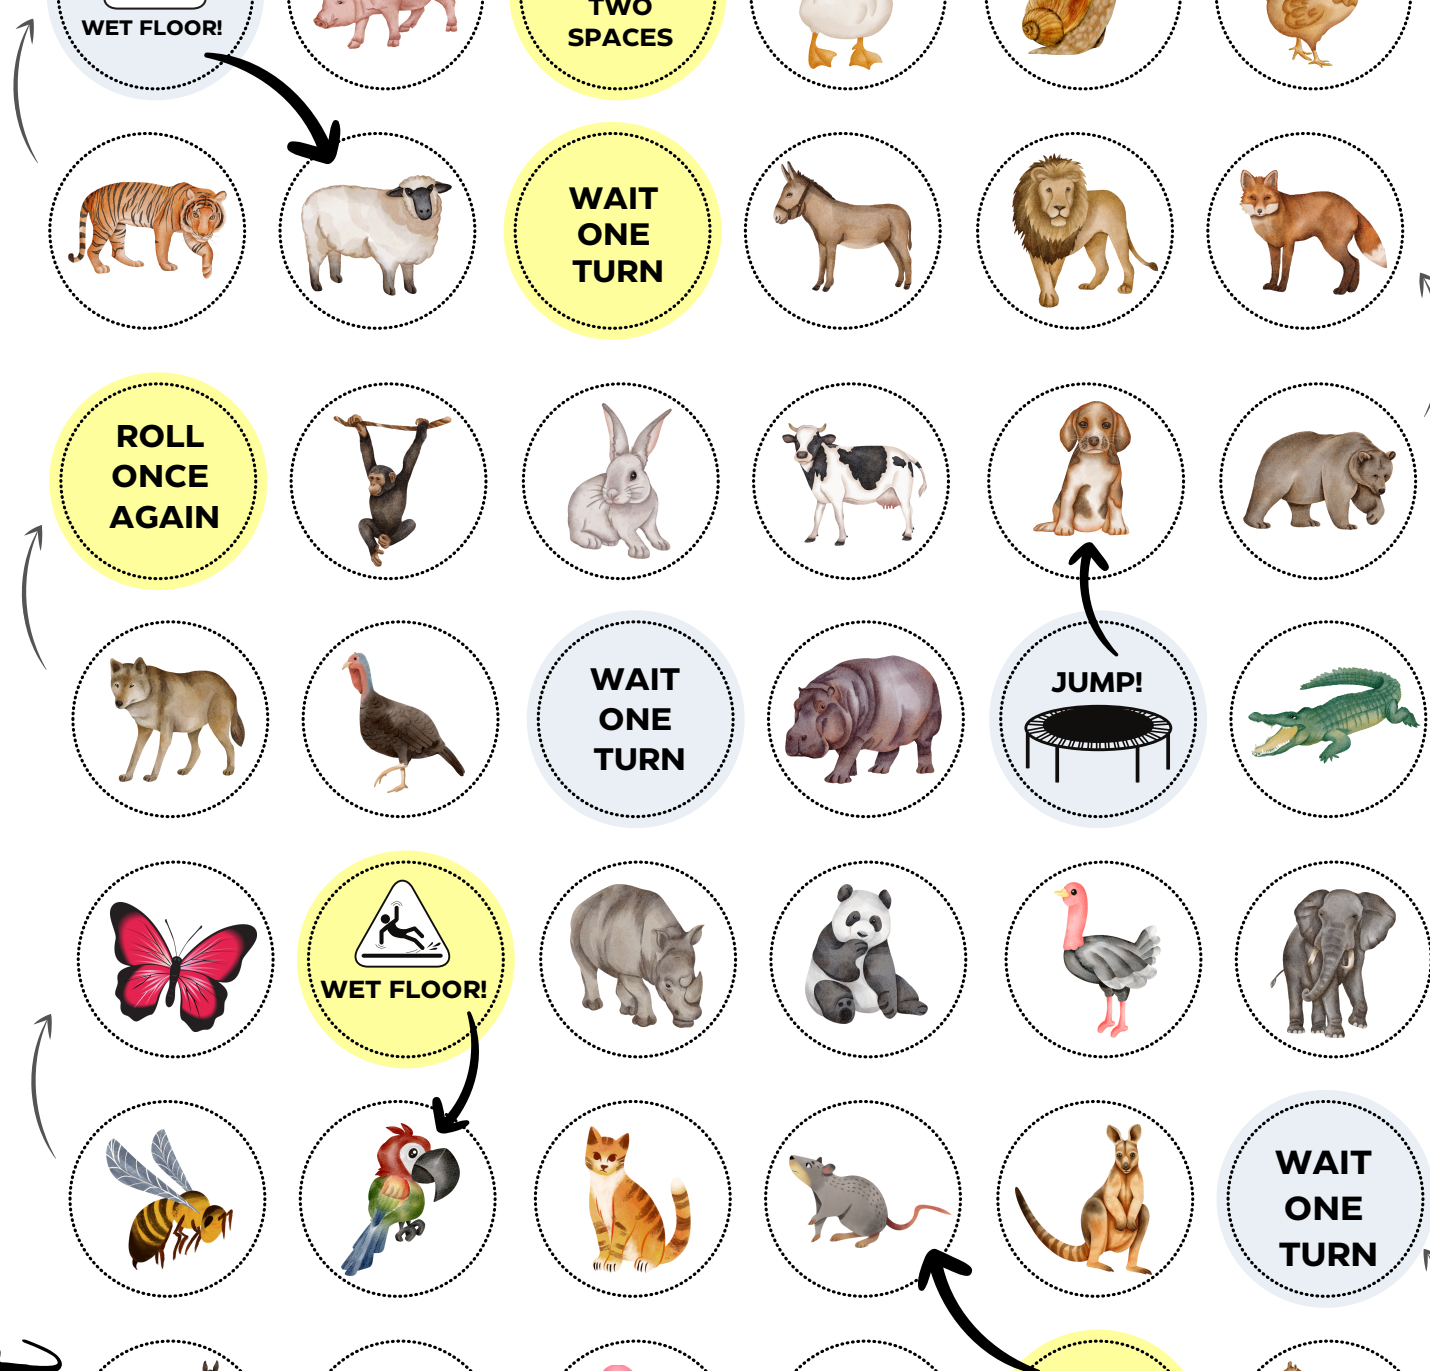 WET FLOOR!
TWO
SPACES
WAIT
ONE
TURN
ROLL
ONCE
AGAIN
WAIT
ONE
TURN
JUMP!
WET FLOOR!
WAIT
ONE
TURN